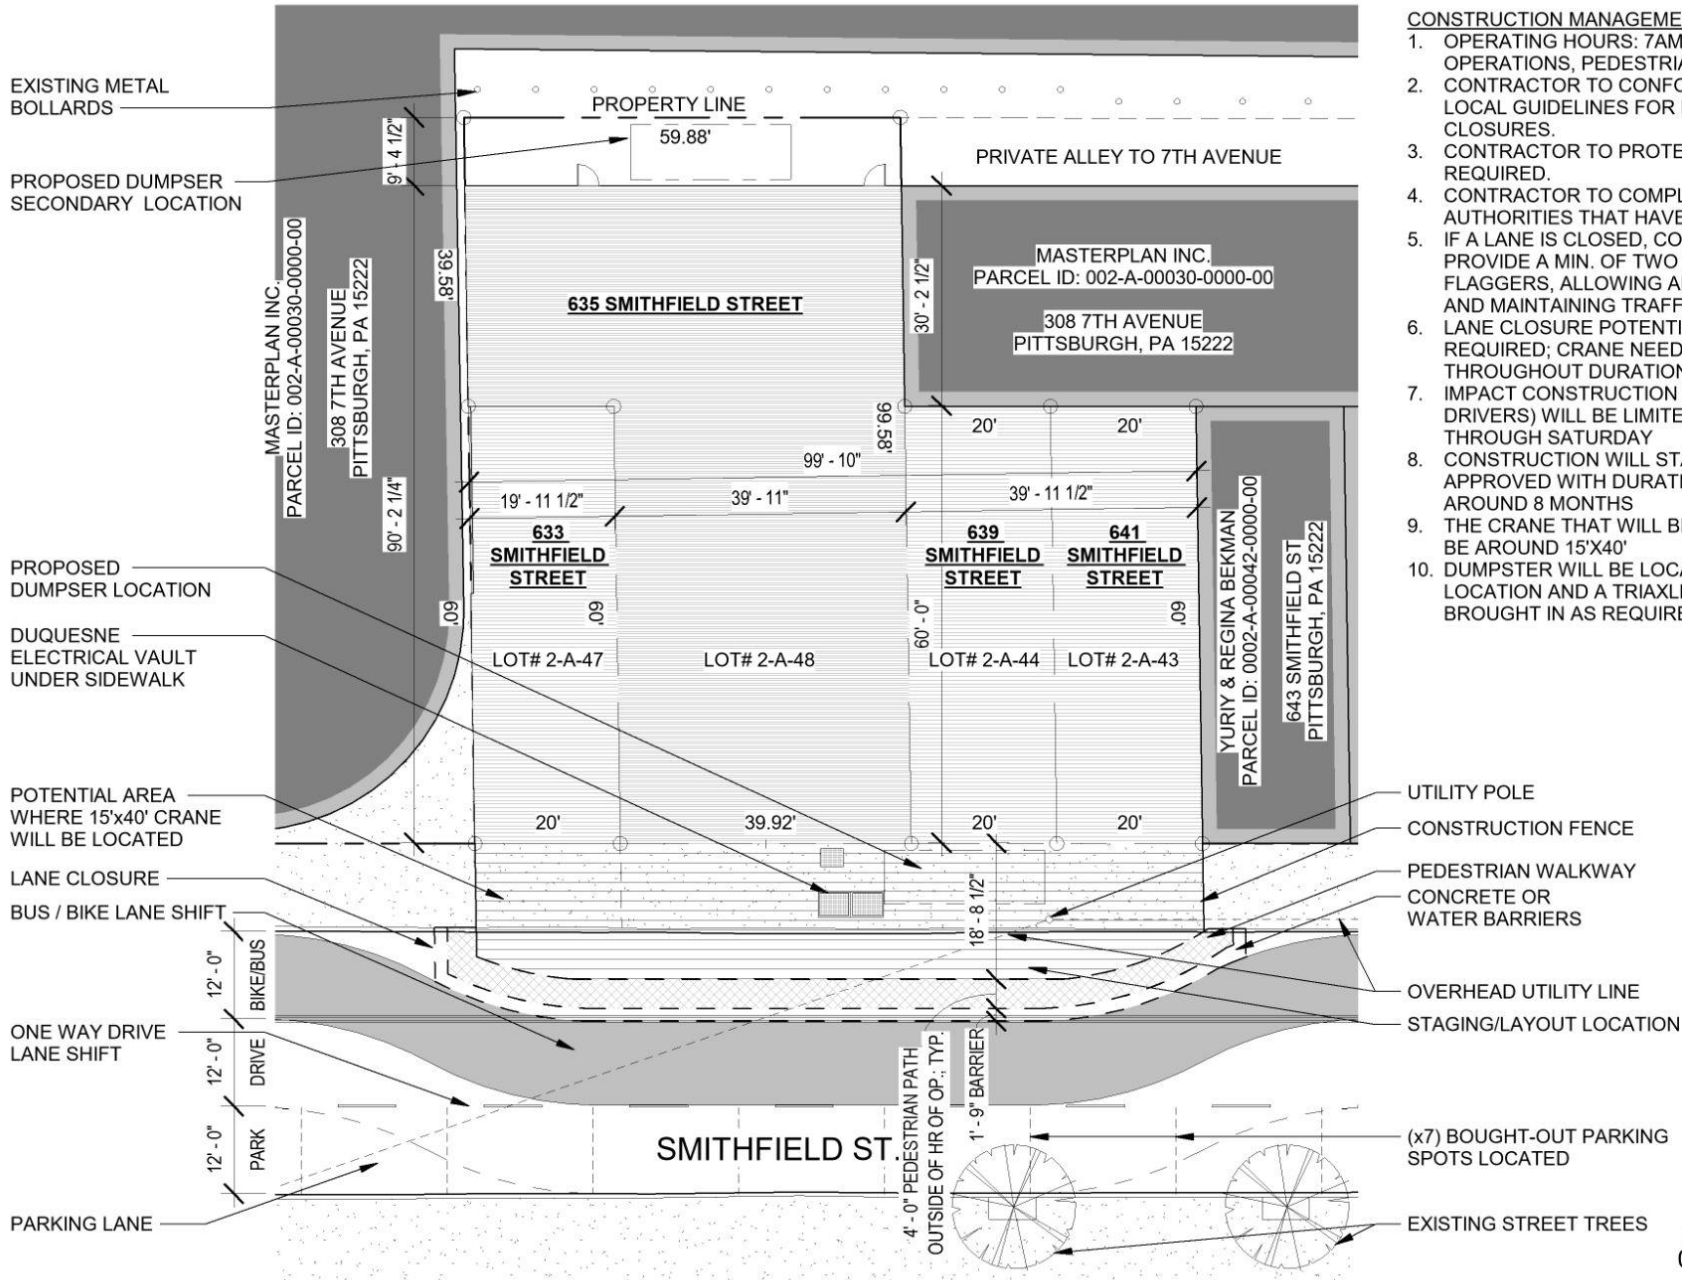 EXISTING METAL
BOLLARDS
PROPOSED DUMPSER
SECONDARY LOCATION
PROPOSED
DUMPSER LOCATION
DUQUESNE
ELECTRICAL VAULT
UNDER SIDEWALK
POTENTIAL AREA
WHERE 15'x40' CRANE
WILL BE LOCATED
LANE CLOSURE
BUS / BIKE LANE SHIFT
ONE WAY DRIVE
LANE SHIFT
PARKING LANE
PROPERTY LINE
59.88'
9' - 4 1/2"
PRIVATE ALLEY TO 7TH AVENUE
MASTERPLAN INC.
PARCEL ID: 002-A-00030-0000-00
308 7TH AVENUE
PITTSBURGH, PA 15222
39.58'
635 SMITHFIELD STREET
30' - 2 1/2"
MASTERPLAN INC.
PARCEL ID: 002-A-00030-0000-00
308 7TH AVENUE
PITTSBURGH, PA 15222
99.58'
20'
20'
99' - 10"
90' - 2 1/4"
19' - 11 1/2"
39' - 11"
39' - 11 1/2"
633
SMITHFIELD
STREET
639
SMITHFIELD
STREET
641
SMITHFIELD
STREET
60'
60'
60' - 0"
60'
LOT# 2-A-47
LOT# 2-A-48
LOT# 2-A-44
LOT# 2-A-43
YURIY & REGINA BEKMAN
PARCEL ID: 0002-A-00042-0000-00
643 SMITHFIELD ST
PITTSBURGH, PA 15222
20'
39.92'
20'
20'
18' - 8 1/2"
12' - 0"
BIKE/BUS
12' - 0"
DRIVE
12' - 0"
PARK
4' - 0" PEDESTRIAN PATH
OUTSIDE OF HR OF OP.; TYP.
1' - 9" BARRIER
SMITHFIELD ST.
UTILITY POLE
CONSTRUCTION FENCE
PEDESTRIAN WALKWAY
CONCRETE OR
WATER BARRIERS
OVERHEAD UTILITY LINE
STAGING/LAYOUT LOCATION
(x7) BOUGHT-OUT PARKING
SPOTS LOCATED
EXISTING STREET TREES
CONSTRUCTION MANAGEME
1. OPERATING HOURS: 7AM
OPERATIONS, PEDESTRIA
2. CONTRACTOR TO CONFO
LOCAL GUIDELINES FOR
CLOSURES.
3. CONTRACTOR TO PROTE
REQUIRED.
4. CONTRACTOR TO COMPL
AUTHORITIES THAT HAVE
5. IF A LANE IS CLOSED, CO
PROVIDE A MIN. OF TWO
FLAGGERS, ALLOWING A
AND MAINTAINING TRAFF
6. LANE CLOSURE POTENTI
REQUIRED; CRANE NEED
THROUGHOUT DURATION
7. IMPACT CONSTRUCTION
DRIVERS) WILL BE LIMITE
THROUGH SATURDAY
8. CONSTRUCTION WILL STA
APPROVED WITH DURATI
AROUND 8 MONTHS
9. THE CRANE THAT WILL B
BE AROUND 15'X40'
10. DUMPSTER WILL BE LOCA
LOCATION AND A TRIAXLE
BROUGHT IN AS REQUIRE